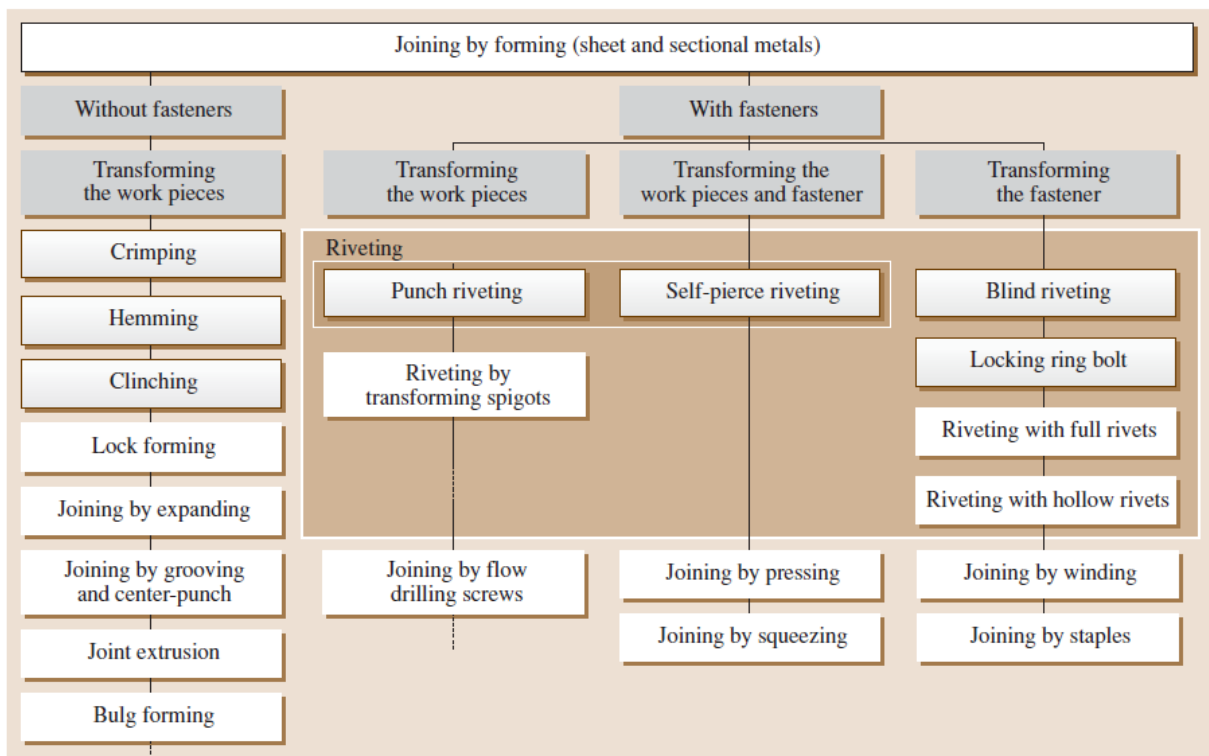 Joining by forming (sheet and sectional metals)
Without fasteners
With fasteners
Transforming
the work pieces
Transforming
the work pieces
Transforming the
work pieces and fastener
Transforming
the fastener
Crimping
Hemming
Clinching
Lock forming
Joining by expanding
Joining by grooving
and center-punch
Joint extrusion
Bulg forming
Riveting
Punch riveting
Riveting by
transforming spigots
Joining by flow
drilling screws
Self-pierce riveting
Joining by pressing
Joining by squeezing
Blind riveting
Locking ring bolt
Riveting with full rivets
Riveting with hollow rivets
Joining by winding
Joining by staples